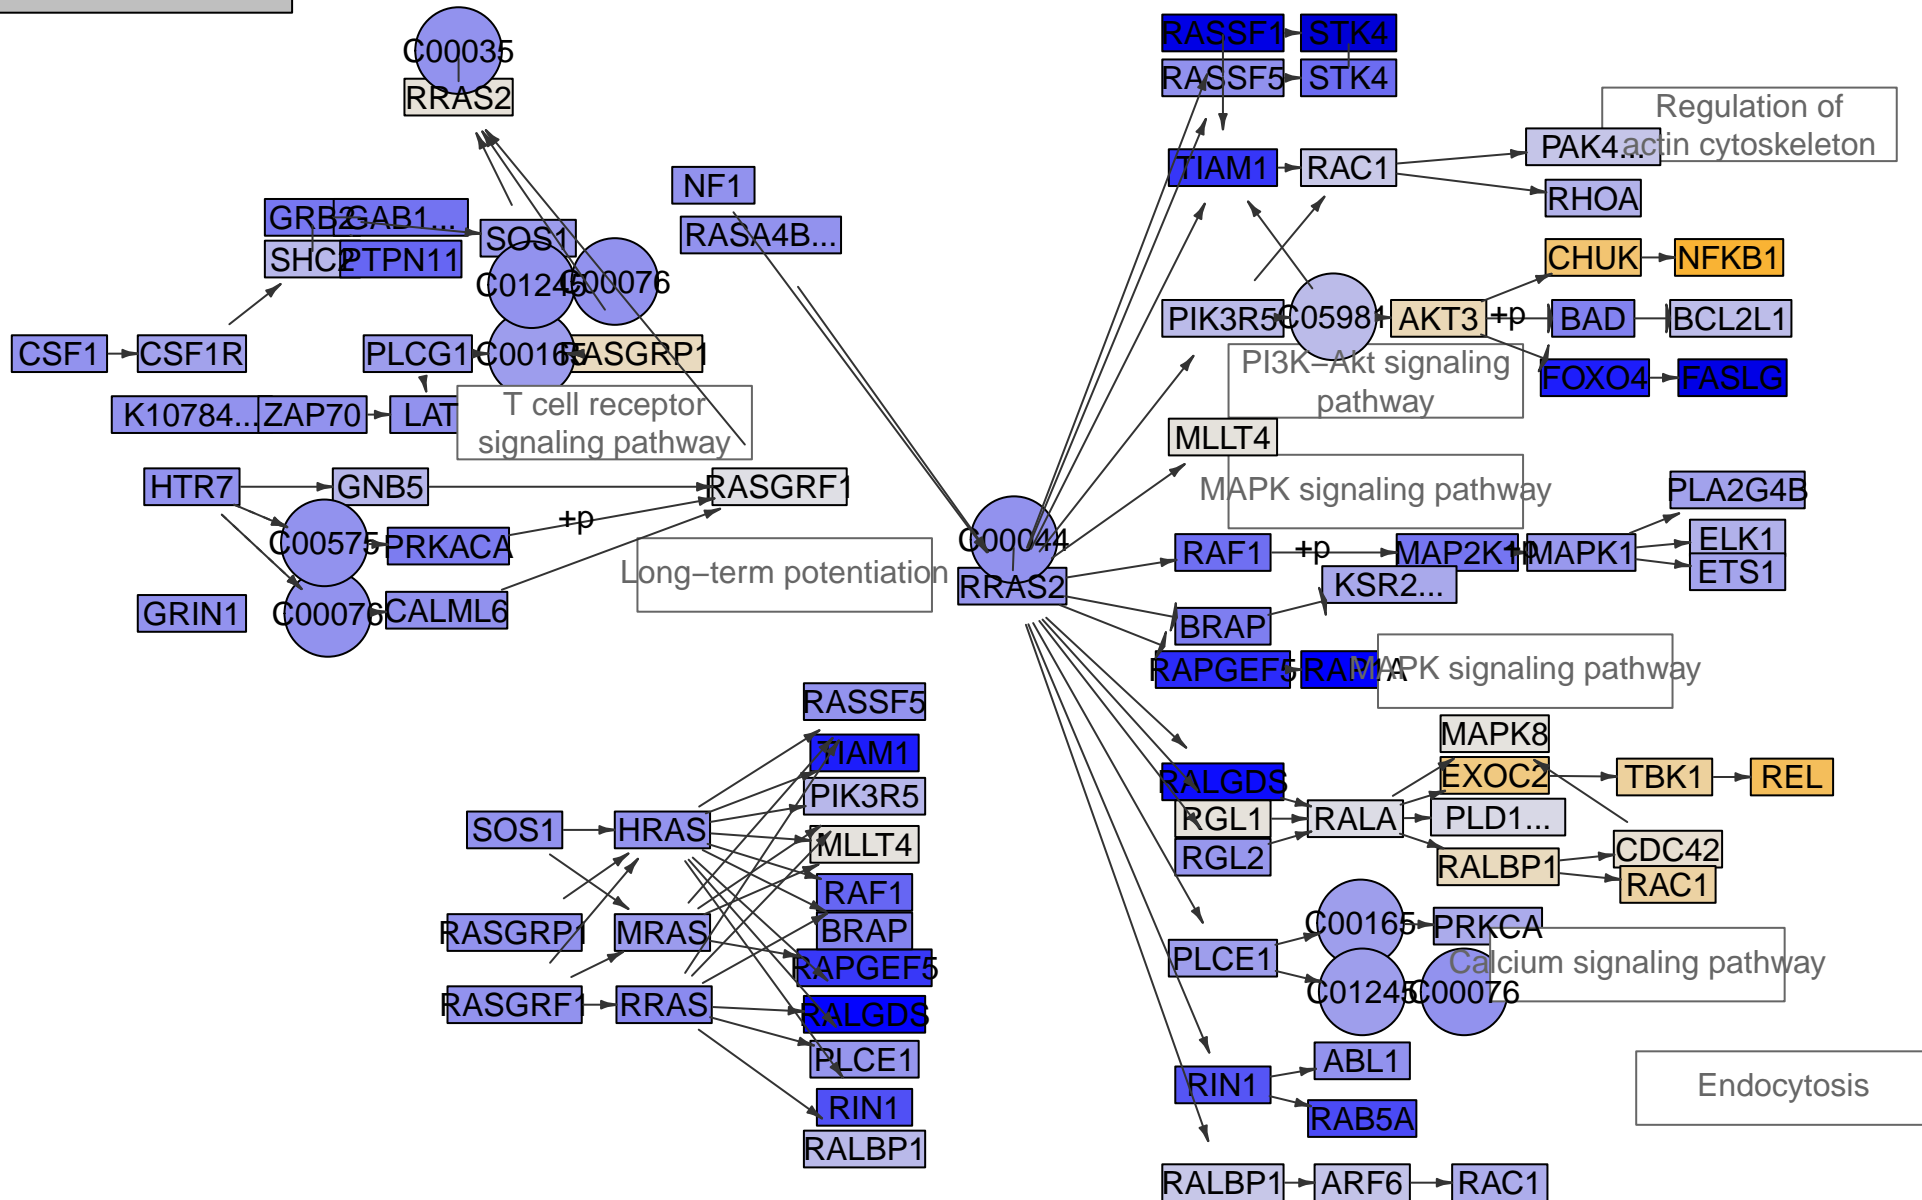 C00035
RRAS2
NF1
RASA4B...
GRB2
GAB1...
SHC2
PTPN11
SOS1
C01245
C00076
CSF1
CSF1R
PLCG1
C00165
RASGRP1
K10784...
ZAP70
LAT
T cell receptor
signaling pathway
HTR7
GNB5
RASGRF1
C00575
PRKACA
+p
GRIN1
C00076
CALML6
Long−term potentiation
C00044
RRAS2
RASSF1
STK4
RASSF5
STK4
Regulation of
actin cytoskeleton
TIAM1
RAC1
PAK4...
RHOA
CHUK
NFKB1
PIK3R5
C05981
AKT3
+p
BAD
BCL2L1
PI3K−Akt signaling
pathway
FOXO4
FASLG
MLLT4
MAPK signaling pathway
PLA2G4B
RAF1
+p
MAP2K1
+p
MAPK1
ELK1
ETS1
KSR2...
BRAP
RAPGEF5
RAP1A
MAPK signaling pathway
MAPK8
RALGDS
EXOC2
TBK1
REL
RGL1
RALA
PLD1...
RGL2
RALBP1
CDC42
RAC1
C00165
PRKCA
PLCE1
Calcium signaling pathway
C01245
C00076
RIN1
ABL1
RAB5A
Endocytosis
RALBP1
ARF6
RAC1
RASSF5
TIAM1
PIK3R5
SOS1
HRAS
MLLT4
RAF1
RASGRP1
MRAS
BRAP
RAPGEF5
RASGRF1
RRAS
RALGDS
PLCE1
RIN1
RALBP1